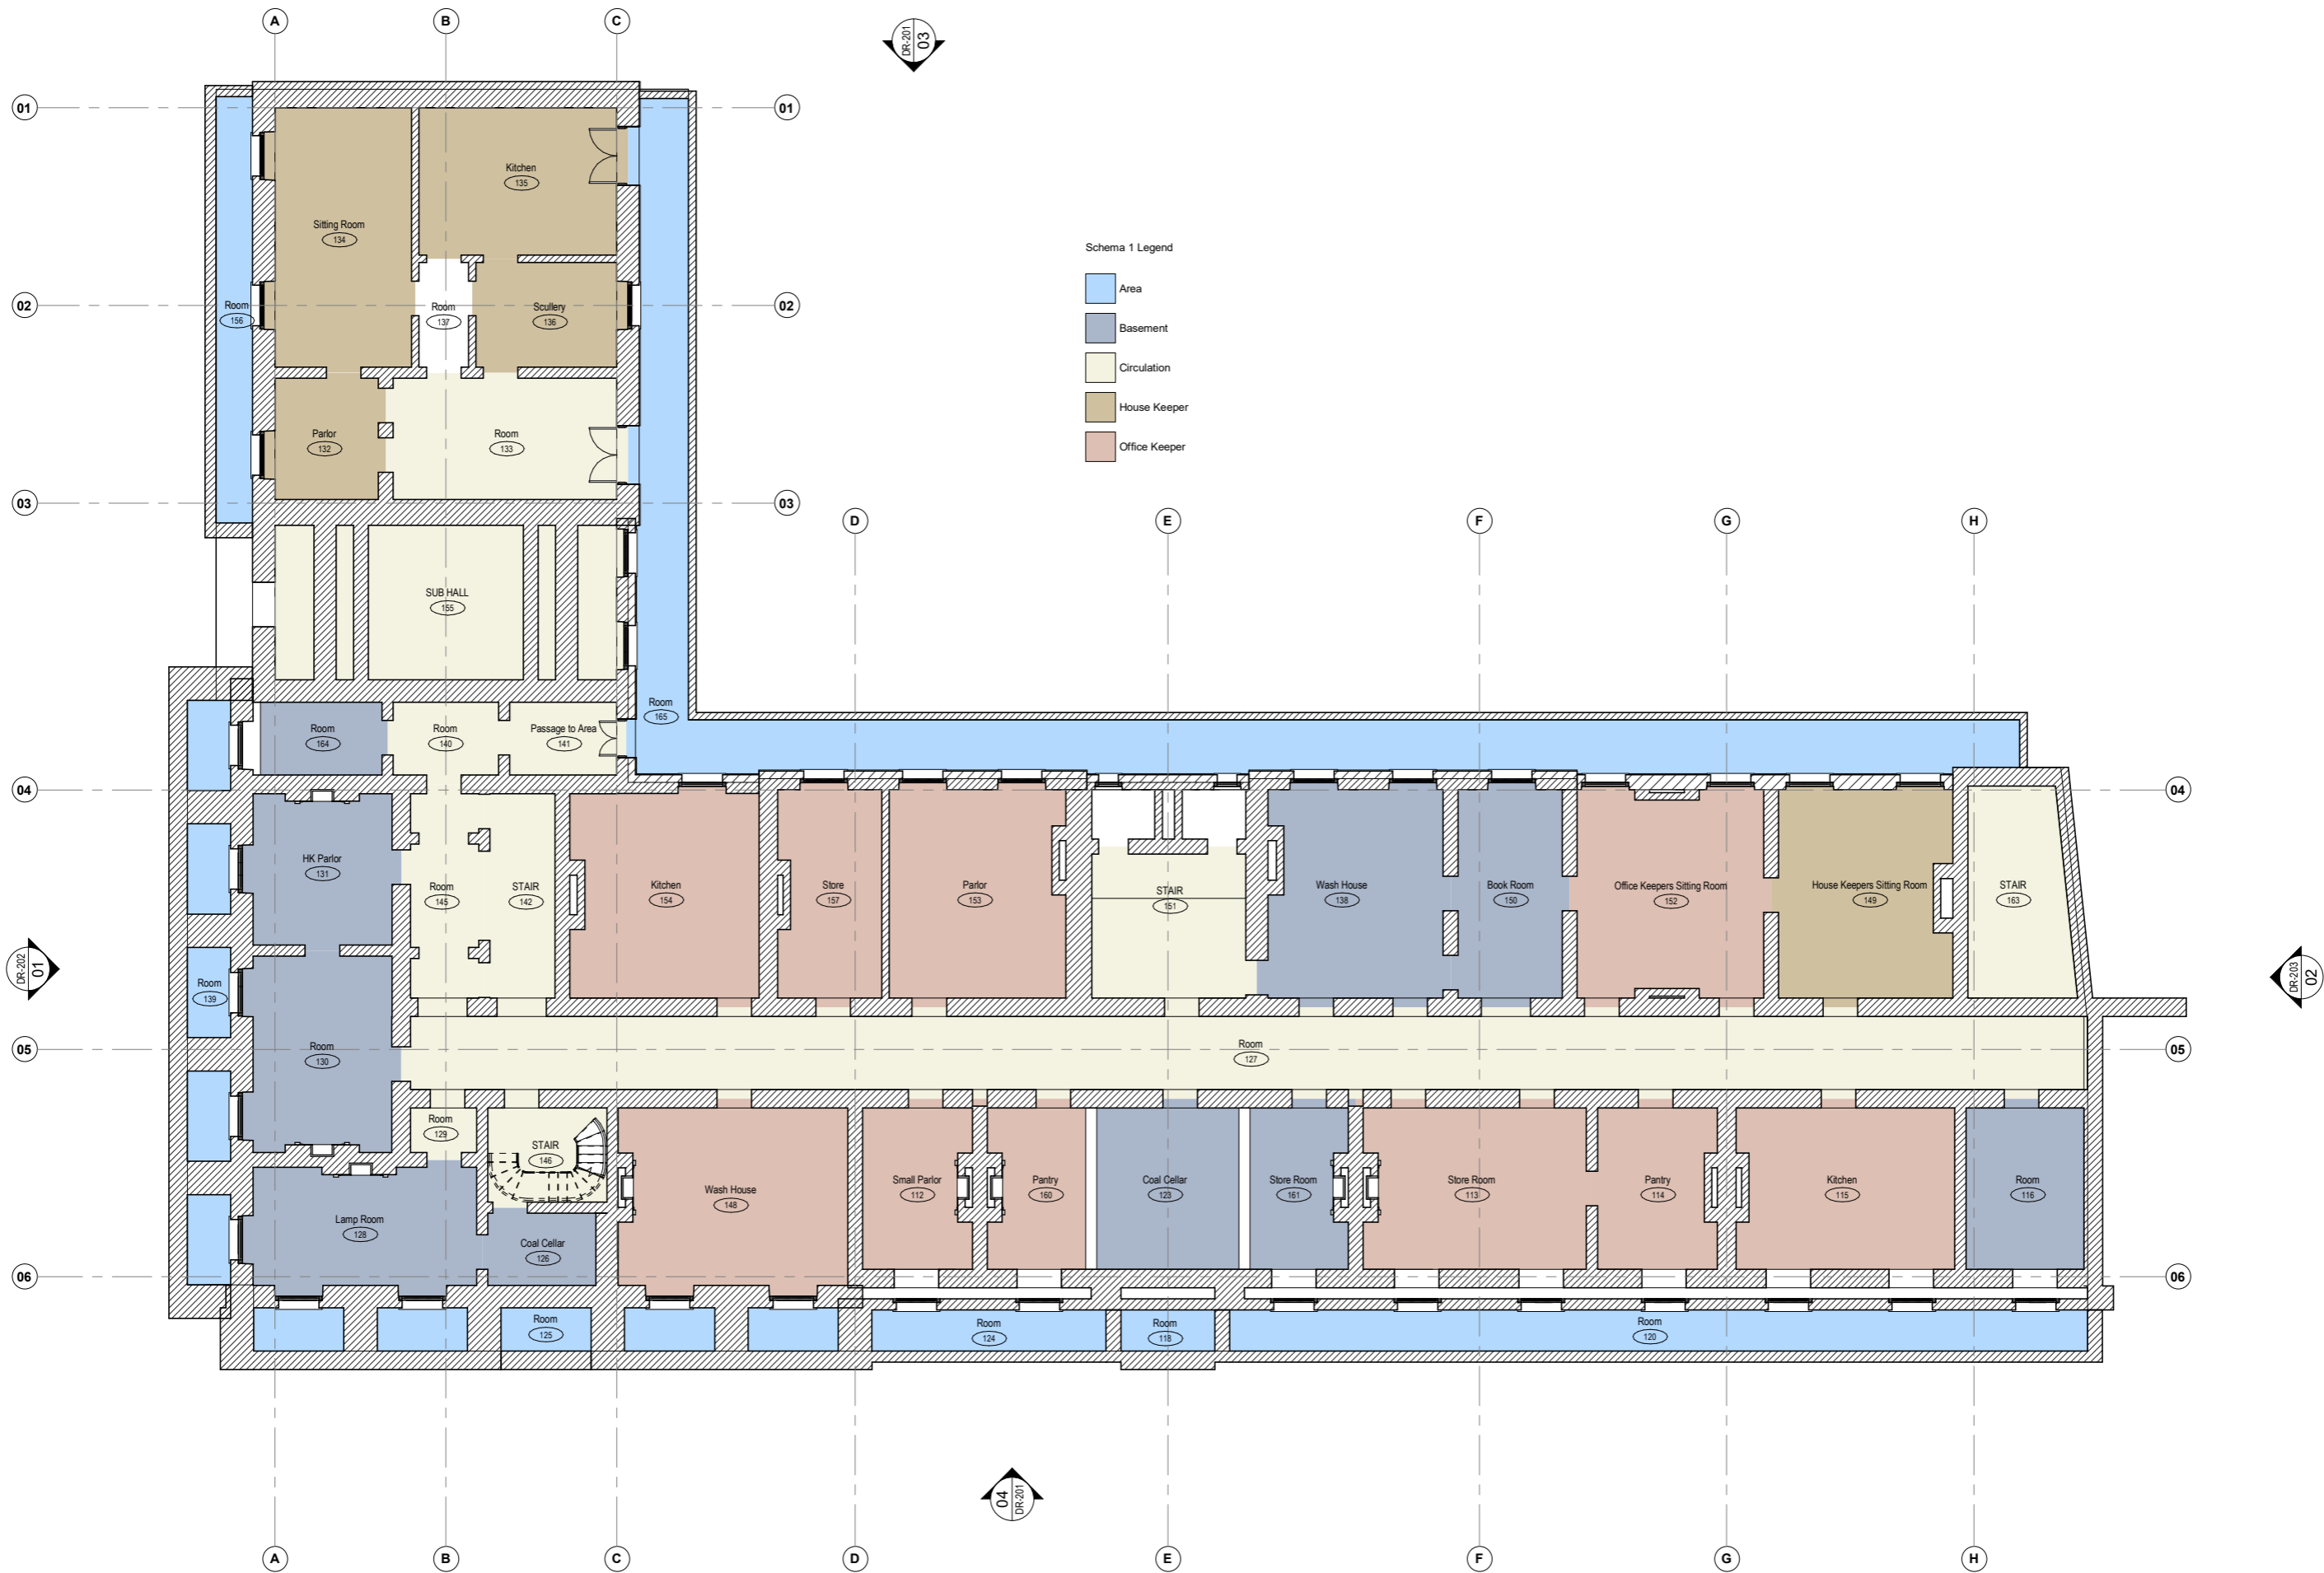 A
B
C
DR-201
03
01
01
Kitchen
135
Sitting Room
134
Schema 1 Legend
Area
Basement
Circulation
House Keeper
Office Keeper
02
02
Room
156
Room
137
Scullery
136
Parlor
132
Room
133
03
03
D
E
F
G
H
SUB HALL
155
Room
165
Room
164
Room
140
Passage to Area
141
04
04
HK Parlor
131
Room
145
STAIR
142
Kitchen
154
Store
157
Parlor
153
STAIR
151
Wash House
138
Book Room
150
Office Keepers Sitting Room
152
House Keepers Sitting Room
149
STAIR
163
DR-202
01
DR-203
02
Room
139
05
05
Room
130
Room
127
Room
129
STAIR
146
Wash House
148
Small Parlor
112
Pantry
160
Coal Cellar
123
Store Room
161
Store Room
113
Pantry
114
Kitchen
115
Room
116
Lamp Room
128
Coal Cellar
126
06
06
Room
125
Room
124
Room
118
Room
120
04
DR-201
A
B
C
D
E
F
G
H